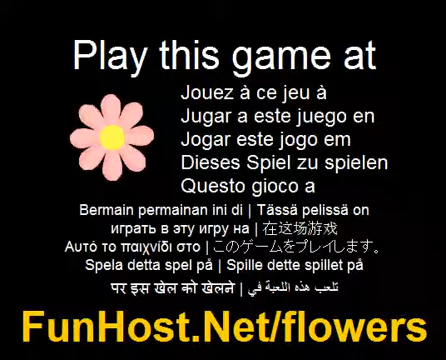 Play this game at
Jouez à ce jeu à
Jugar a este juego en
Jogar este jogo em
Dieses Spiel zu spielen
Questo gioco a
Bermain permainan ini di | Tässä pelissä on
играть в эту игру на | 在这场游戏
Αυτό το παιχνίδι στο | このゲームをプレイします。
Spela detta spel på | Spille dette spillet på
पर इस खेल को खेलने | تلعب هذه اللعبة في
FunHost.Net/flowers